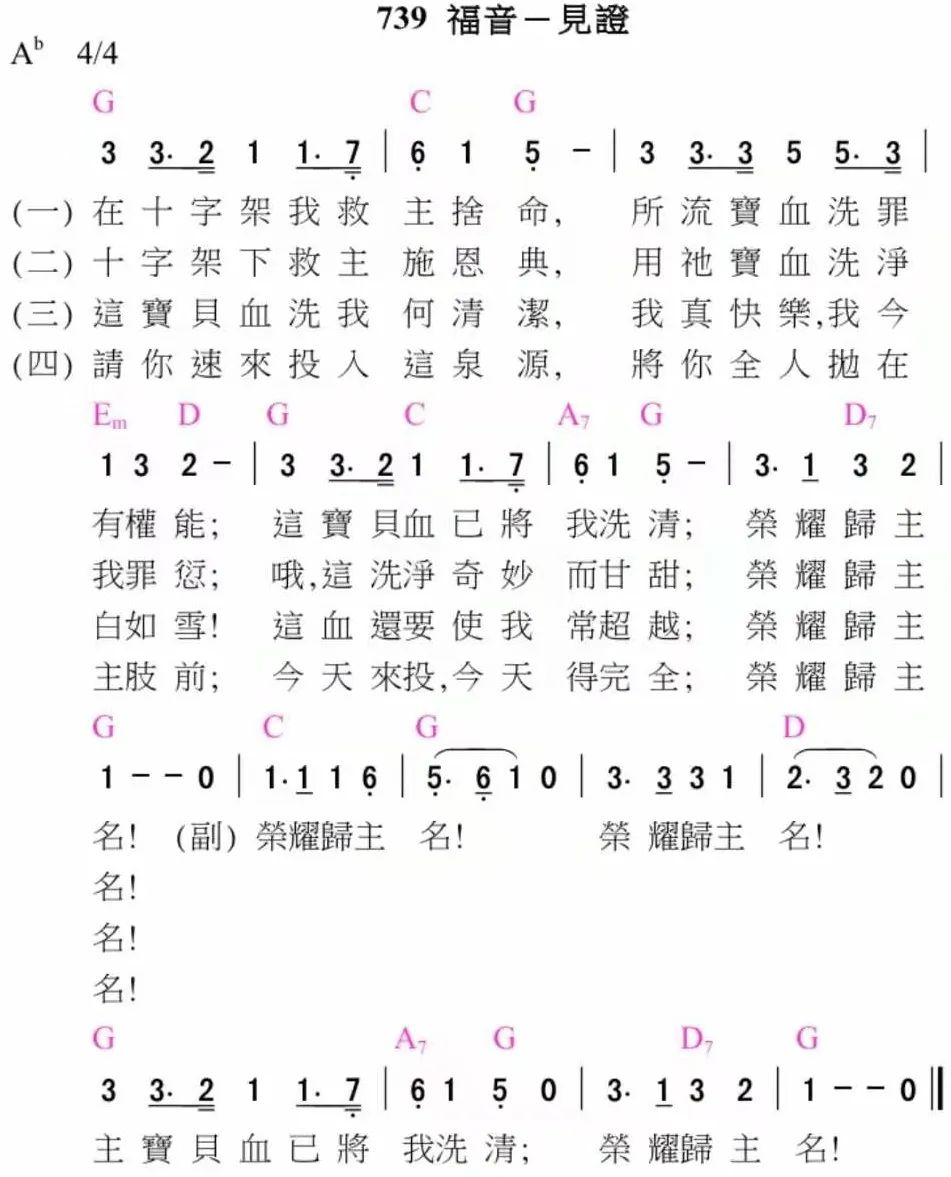 739 福音－見證
Ab 4/4
G C G
3 3. 2 1 1. 7 | 6 1 5 － | 3 3. 3 5 5. 3 |
(一) 在十字架我救 主捨命, 所流寶血洗罪
(二) 十字架下救主 施恩典, 用祂寶血洗淨
(三) 這寶貝血洗我 何清潔, 我真快樂,我今
(四) 請你速來投入 這泉源, 將你全人拋在
Em D G C A7 G D7
1 3 2 － | 3 3. 2 1 1. 7 | 6 1 5 － | 3. 1 3 2 |
有權能; 這寶貝血已將 我洗清; 榮耀歸主
我罪愆; 哦,這洗淨奇妙 而甘甜; 榮耀歸主
白如雪! 這血還要使我 常超越; 榮耀歸主
主肢前; 今天來投,今天 得完全; 榮耀歸主
G C G D
1 － － 0 | 1. 1 1 6 | 5. 6 1 0 | 3. 3 3 1 | 2. 3 2 0 |
名! (副) 榮耀歸主 名! 榮耀歸主 名!
名!
名!
名!
G A7 G D7 G
3 3. 2 1 1. 7 | 6 1 5 0 | 3. 1 3 2 | 1 － － 0 ||
主寶貝血已將 我洗清; 榮耀歸主 名!